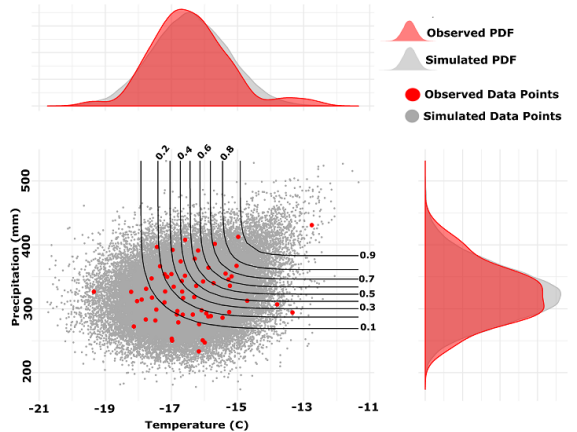 Observed PDF
Simulated PDF
Observed Data Points
Simulated Data Points
0.2 0.4 0.6 0.8
500
400
300
200
Precipitation (mm)
0.9
0.7
0.5
0.3
0.1
-21 -19 -17 -15 -13 -11
Temperature (C)